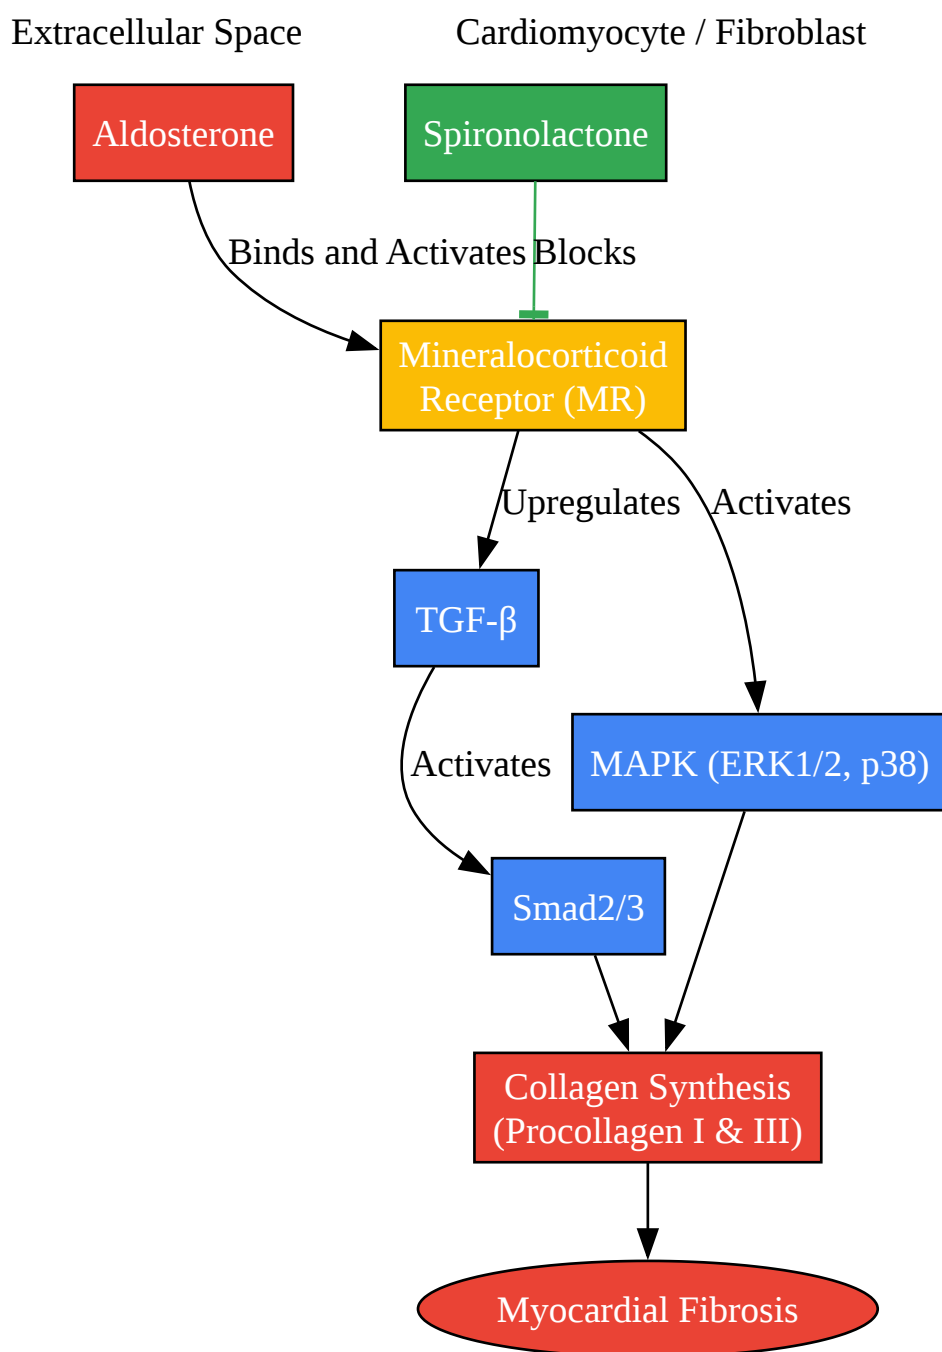 Extracellular Space
Cardiomyocyte / Fibroblast
Aldosterone
Spironolactone
Binds and Activates
Blocks
Mineralocorticoid
Receptor (MR)
Upregulates
Activates
TGF-β
Activates
MAPK (ERK1/2, p38)
Smad2/3
Collagen Synthesis
(Procollagen I & III)
Myocardial Fibrosis